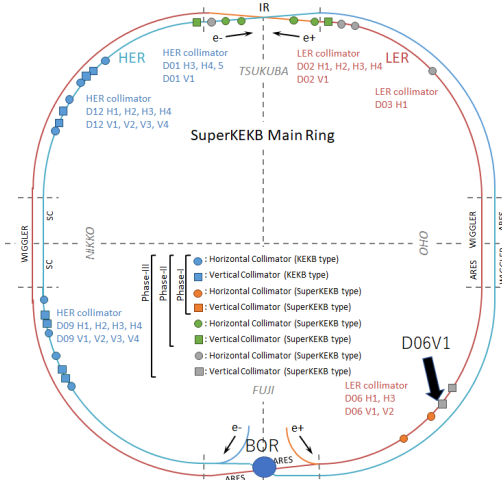 IR
e-
e+
HER
LER
HER collimator
D01 H3, H4, 5
D01 V1
LER collimator
D02 H1, H2, H3, H4
D02 V1
TSUKUBA
HER collimator
D12 H1, H2, H3, H4
D12 V1, V2, V3, V4
LER collimator
D03 H1
SuperKEKB Main Ring
WIGGLER
SC
SC
NIKKO
OHO
ARES
WIGGLER
ARES
WIGGLER
Phase-III
Phase-II
Phase-I
: Horizontal Collimator (KEKB type)
: Vertical Collimator (KEKB type)
: Horizontal Collimator (SuperKEKB type)
: Vertical Collimator (SuperKEKB type)
: Horizontal Collimator (SuperKEKB type)
: Vertical Collimator (SuperKEKB type)
: Horizontal Collimator (SuperKEKB type)
: Vertical Collimator (SuperKEKB type)
HER collimator
D09 H1, H2, H3, H4
D09 V1, V2, V3, V4
D06V1
LER collimator
D06 H1, H3
D06 V1, V2
FUJI
e-
e+
BOR
ARES
ARES